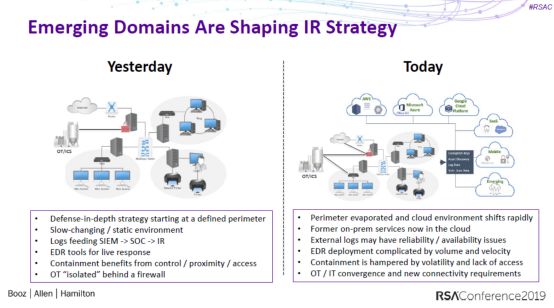 #RSAC
Emerging Domains Are Shaping IR Strategy
Yesterday
Today
OT/ICS
AWS
Microsoft
Azure
Google
Cloud
Platform
SaaS
Mobile
Emerging
OT/ICS
• Defense-in-depth strategy starting at a defined perimeter
• Slow-changing / static environment
• Logs feeding SIEM -> SOC -> IR
• EDR tools for live response
• Containment benefits from control / proximity / access
• OT “isolated” behind a firewall
• Perimeter evaporated and cloud environment shifts rapidly
• Former on-prem services now in the cloud
• External logs may have reliability / availability issues
• EDR deployment complicated by volume and velocity
• Containment is hampered by volatility and lack of access
• OT / IT convergence and new connectivity requirements
Booz | Allen | Hamilton
RSAConference2019